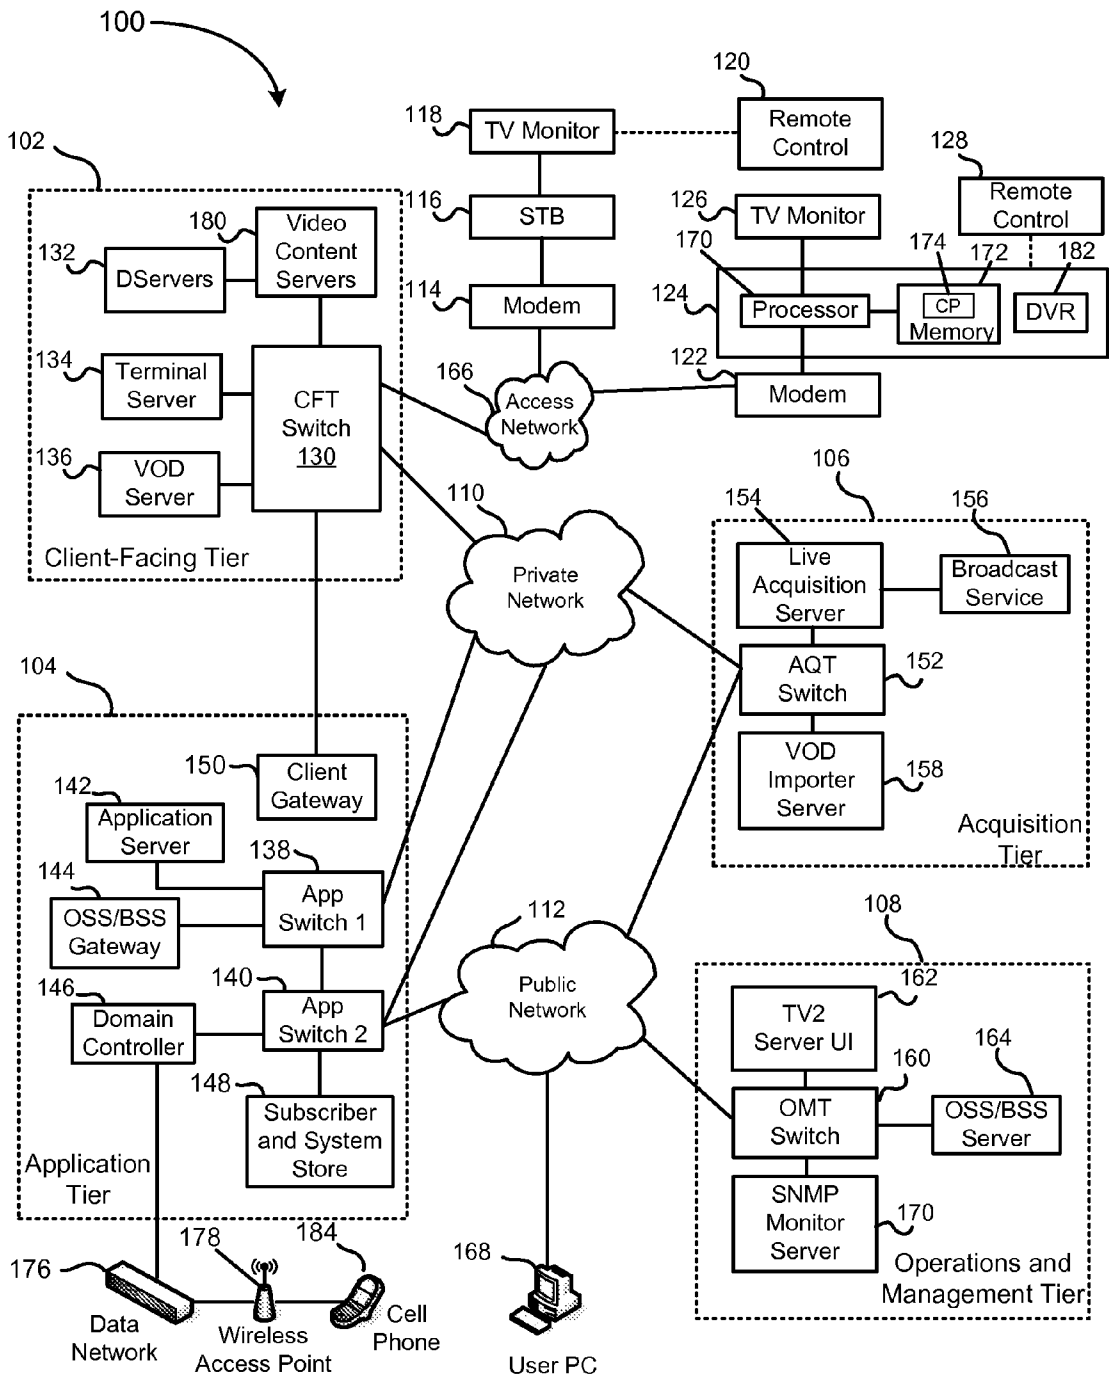 100
120
118
TV Monitor
Remote
Control
102
128
116
STB
126
TV Monitor
Remote
Control
180
Video
Content
Servers
132
DServers
170
174
172
182
114
Modem
124
Processor
CP
Memory
DVR
134
Terminal
Server
CFT
Switch
130
166
Access
Network
122
Modem
136
VOD
Server
Client-Facing Tier
110
Private
Network
106
154
156
Live
Acquisition
Server
Broadcast
Service
AQT
Switch
152
104
150
Client
Gateway
VOD
Importer
Server
158
Acquisition
Tier
142
Application
Server
138
App
Switch 1
144
OSS/BSS
Gateway
112
Public
Network
108
140
App
Switch 2
146
Domain
Controller
162
TV2
Server UI
164
160
OMT
Switch
OSS/BSS
Server
148
Subscriber
and System
Store
Application
Tier
SNMP
Monitor
Server
170
Operations and
Management Tier
176
178
184
168
Data
Network
Wireless
Access Point
Cell
Phone
User PC